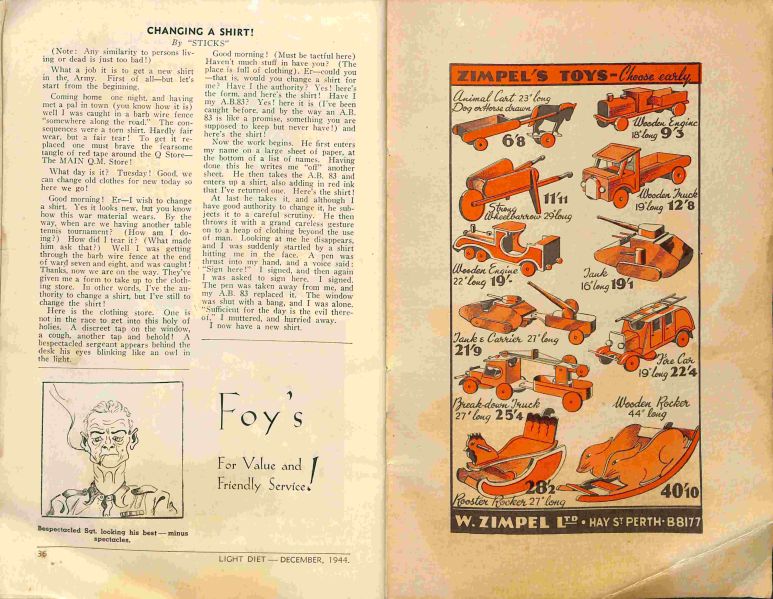 CHANGING A SHIRT!
By "STICKS"
(Note: Any similarity to persons liv-
ing or dead is just too bad!)
What a job it is to get a new shirt
in the Army. First of all—but let's
start from the beginning.
Coming home one night, and having
met a pal in town (you know how it is)
well I was caught in a barb wire fence
"somewhere along the road." The con-
sequences were a torn shirt. Hardly fair
wear, but a fair tear! To get it re-
placed one must brave the fearsome
tangle of red tape around the Q Store—
The MAIN Q.M. Store!
What day is it? Tuesday! Good, we
can change old clothes for new today so
here we go!
Good morning! Er—I wish to change
a shirt. Yes it looks new, but you know
how this war material wears. By the
way, when are we having another table
tennis tournament? (How am I do-
ing?) How did I tear it? (What made
him ask that?) Well I was getting
through the barb wire fence at the end
of ward seven and eight, and was caught!
Thanks, now we are on the way. They've
given me a form to take up to the cloth-
ing store. In other words, I've the au-
thority to change a shirt, but I've still to
change the shirt!
Here is the clothing store. One is
not in the race to get into this holy of
holies. A discreet tap on the window,
a cough, another tap and behold! A
bespectacled sergeant appears behind the
desk his eyes blinking like an owl in
the light.
Good morning! (Must be tactful here)
Haven't much stuff in have you? (The
place is full of clothing). Er—could you
—that is, would you change a shirt for
me? Have I the authority? Yes! here's
the form, and here's the shirt! Have I
my A.B.83? Yes! here it is (I've been
caught before, and by the way an A.B.
83 is like a promise, something you are
supposed to keep but never have!) and
here's the shirt!
Now the work begins. He first enters
my name on a large sheet of paper, at
the bottom of a list of names. Having
done this he writes me "off" another
sheet. He then takes the A.B. 83 and
enters up a shirt, also adding in red ink
that I've returned one. Here's the shirt!
At last he takes it, and although I
have good authority to change it, he sub-
jects it to a careful scrutiny. He then
throws it with a grand careless gesture
on to a heap of clothing beyond the use
of man. Looking at me he disappears,
and I was suddenly startled by a shirt
hitting me in the face. A pen was
thrust into my hand, and a voice said:
"Sign here!" I signed, and then again
I was asked to sign here. I signed.
The pen was taken away from me, and
my A.B. 83 replaced it. The window
was shut with a bang, and I was alone.
"Sufficient for the day is the evil there-
of," I muttered, and hurried away.
I now have a new shirt.
Bespectacled Sgt. looking his best — minus
spectacles.
Foy's
For Value and
Friendly Service!
36
LIGHT DIET — DECEMBER, 1944.
ZIMPEL'S TOYS - Choose early
Animal Cart 23" long
Dog or Horse drawn
6'8
Wooden Engine
18" long 9'3
Strong
Wheelbarrow 29 long
11'11
Wooden Truck
19" long 12'8
Wooden Engine
22" long 19'-
Tank
16" long 19'1
Tank & Carrier 27" long
21'9
Fire Car
19" long 22'4
Break-down Truck
27" long 25'4
Wooden Rocker
44" long
40'10
28'2
Rooster Rocker 27" long
W. ZIMPEL LTD • HAY ST PERTH • B8177